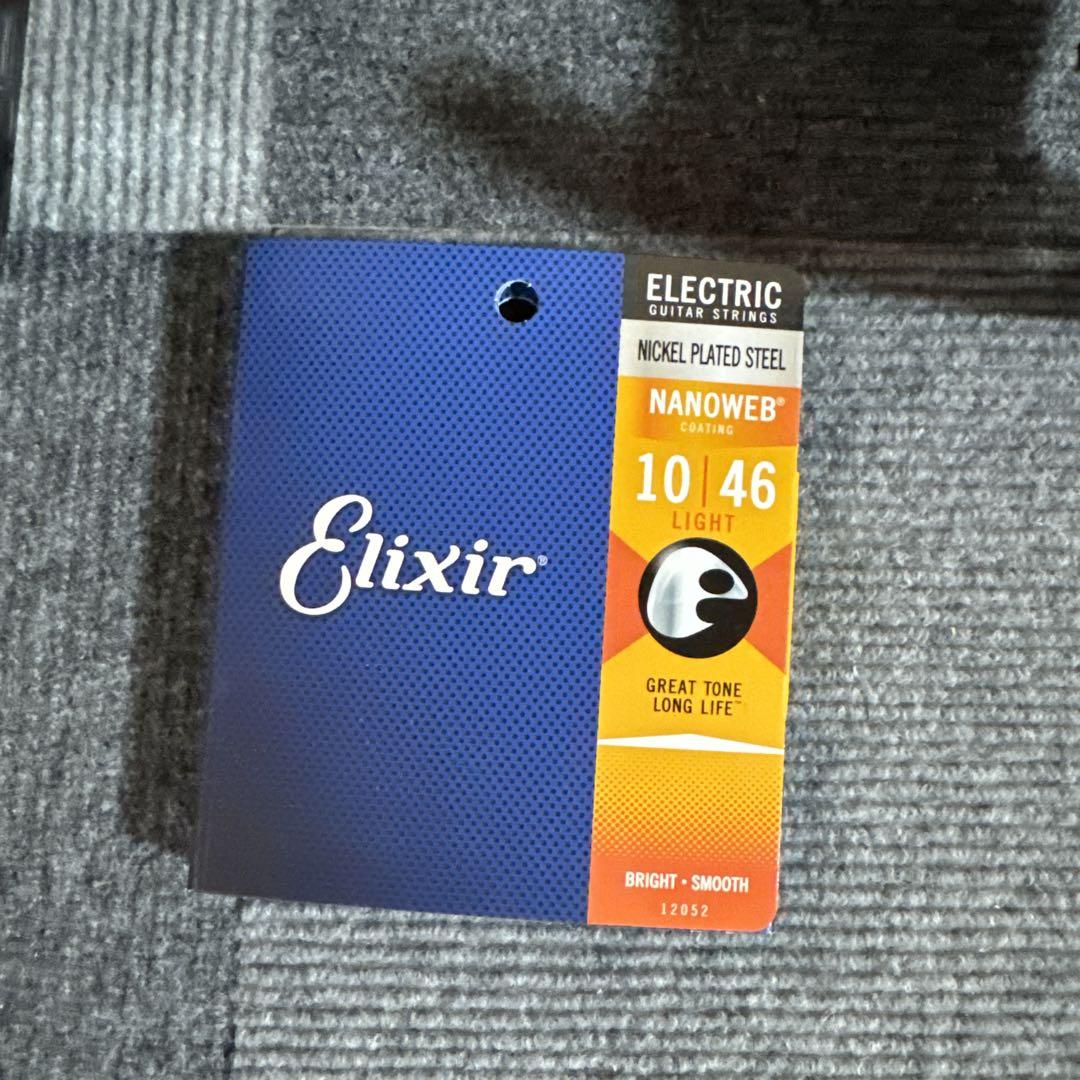 ELECTRIC
GUITAR STRINGS
NICKEL PLATED STEEL
NANOWEB®
COATING
10 | 46
LIGHT
Elixir®
GREAT TONE
LONG LIFE™
BRIGHT • SMOOTH
12052